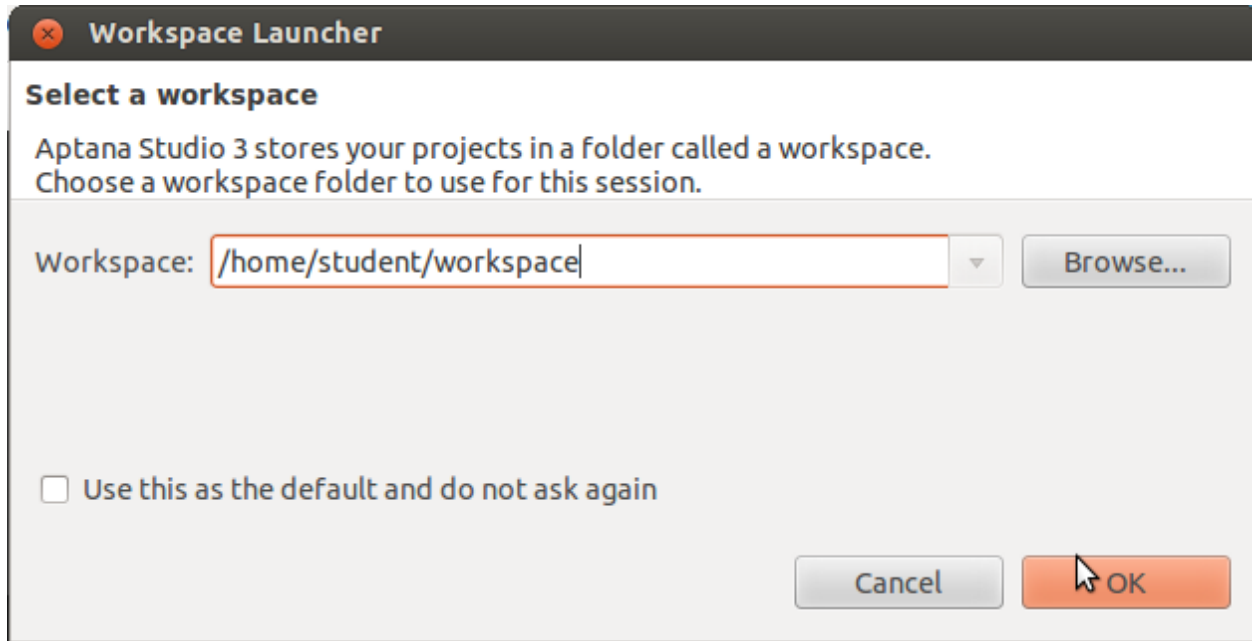 Workspace Launcher
Select a workspace
Aptana Studio 3 stores your projects in a folder called a workspace.
Choose a workspace folder to use for this session.
Workspace: /home/student/workspace Browse...
Use this as the default and do not ask again
Cancel OK